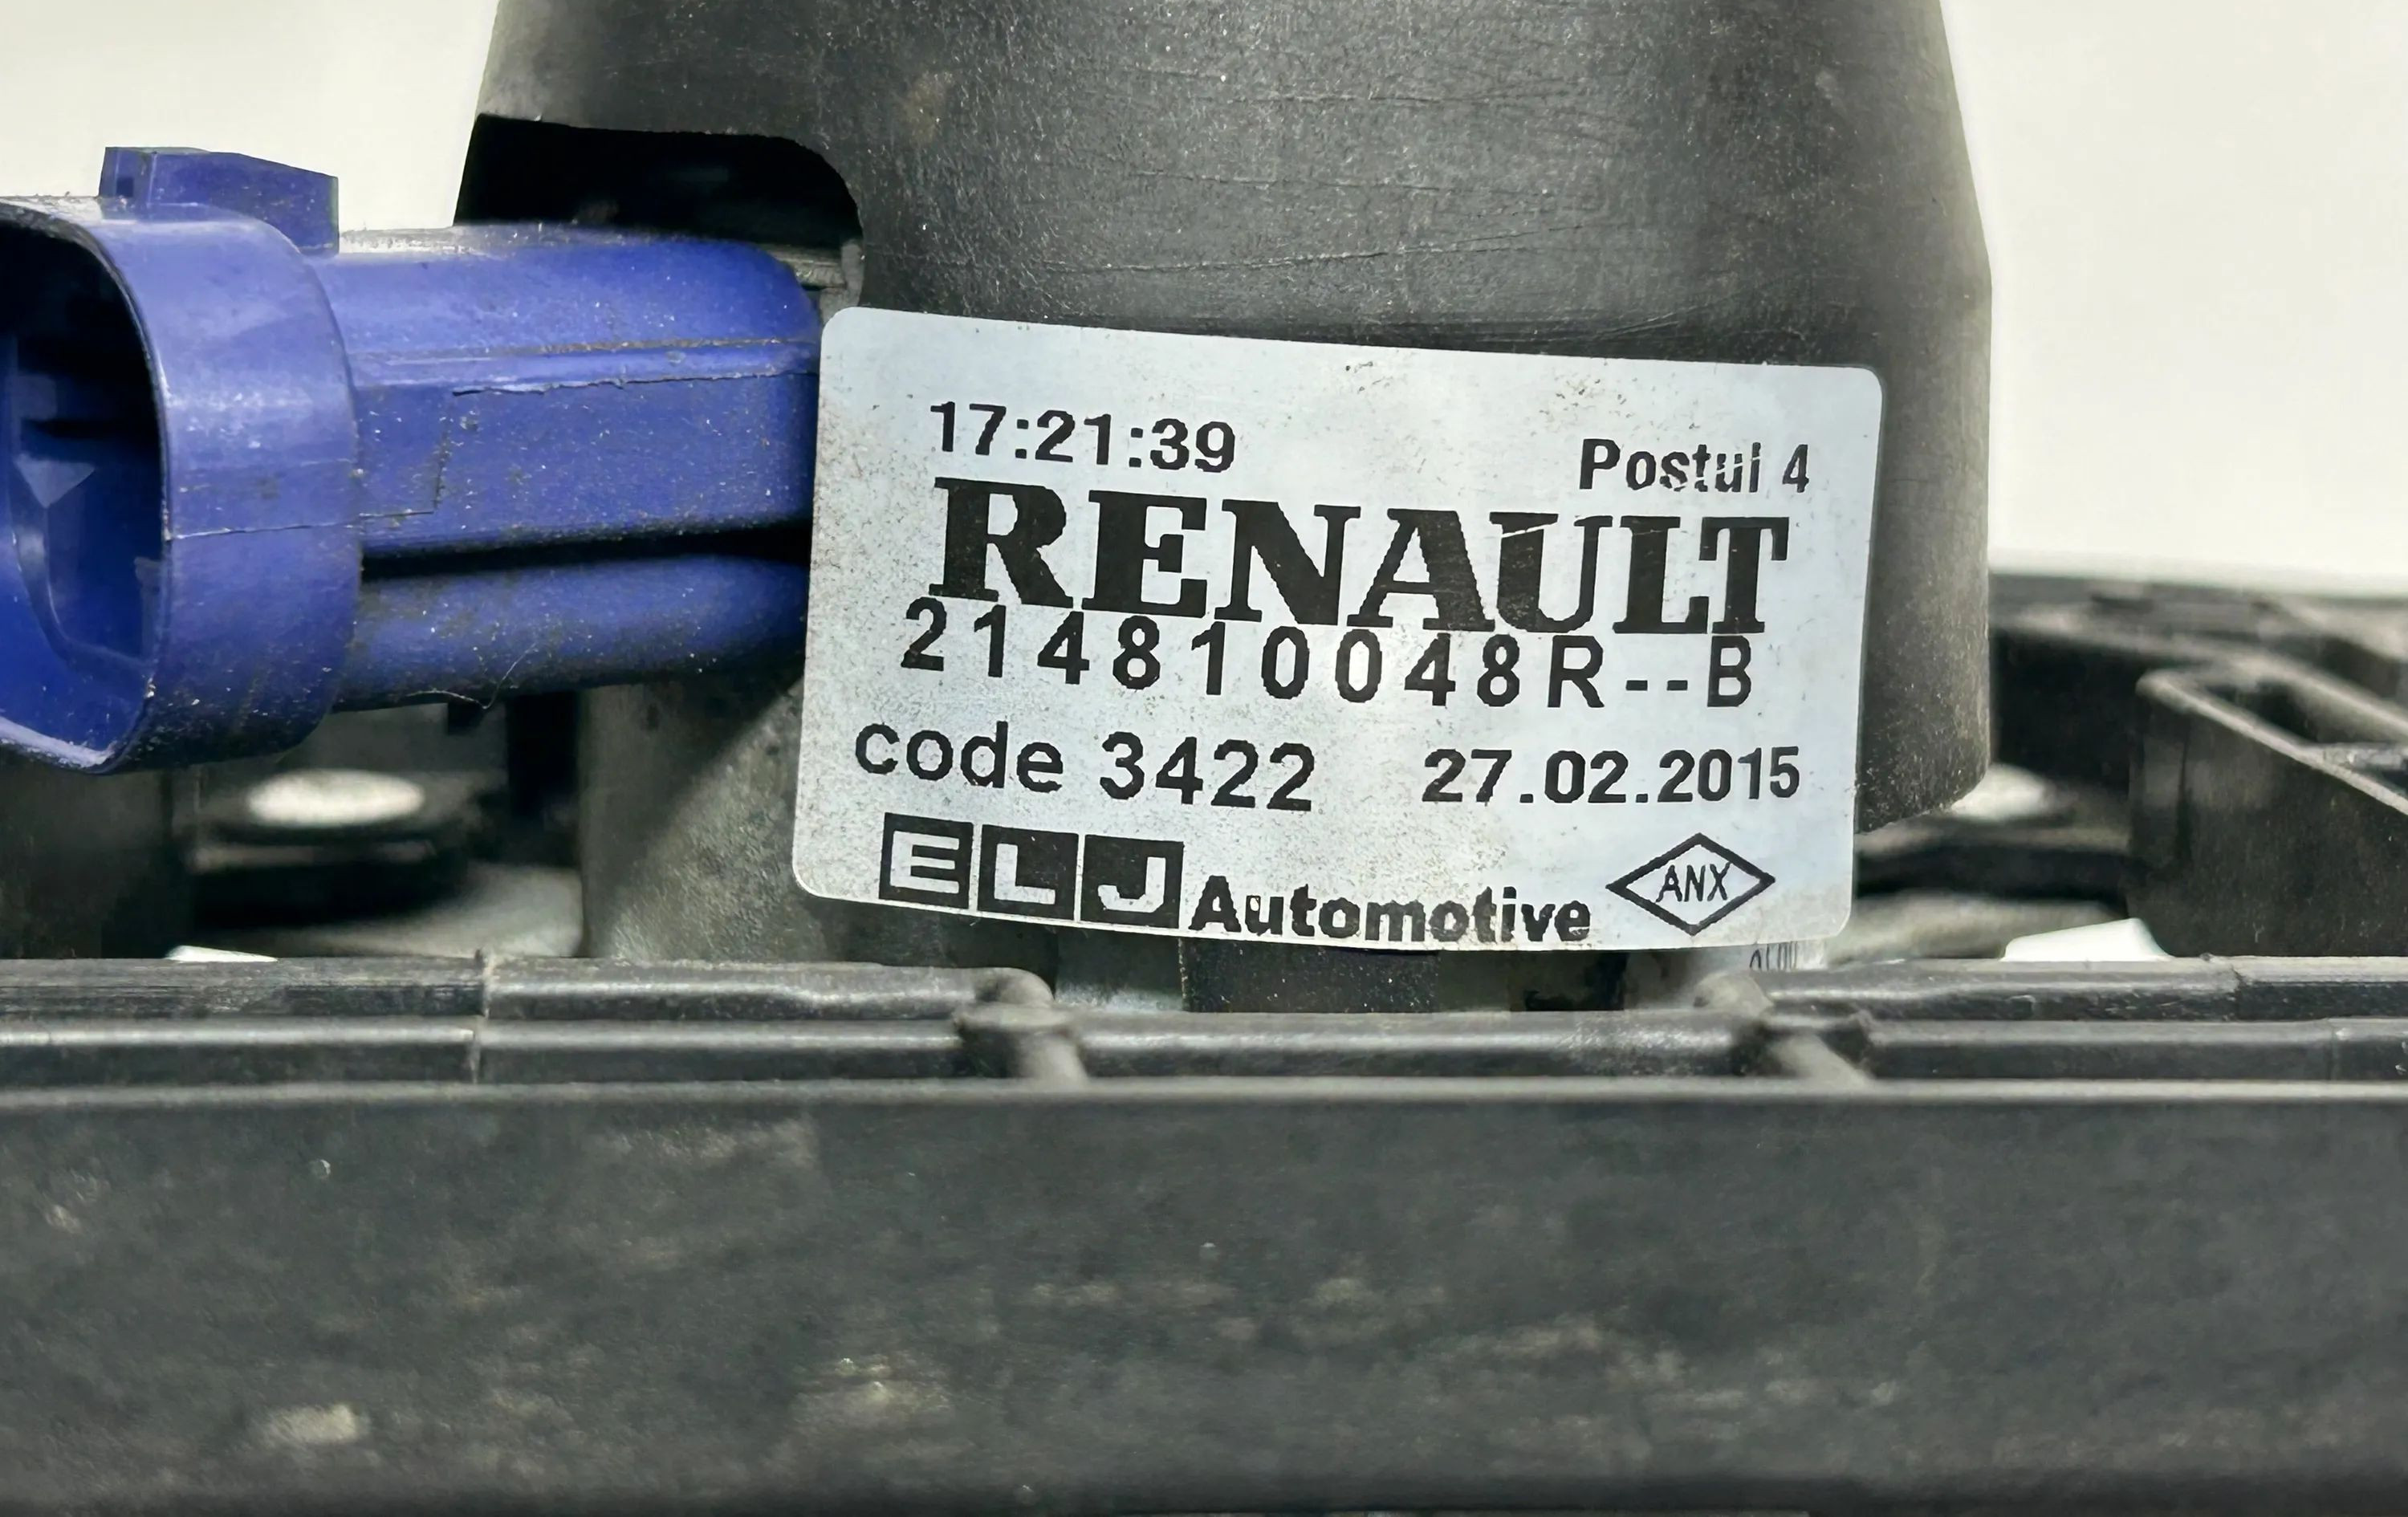 17:21:39
Postul 4
RENAULT
214810048R--B
code 3422 27.02.2015
ELJ Automotive ANX